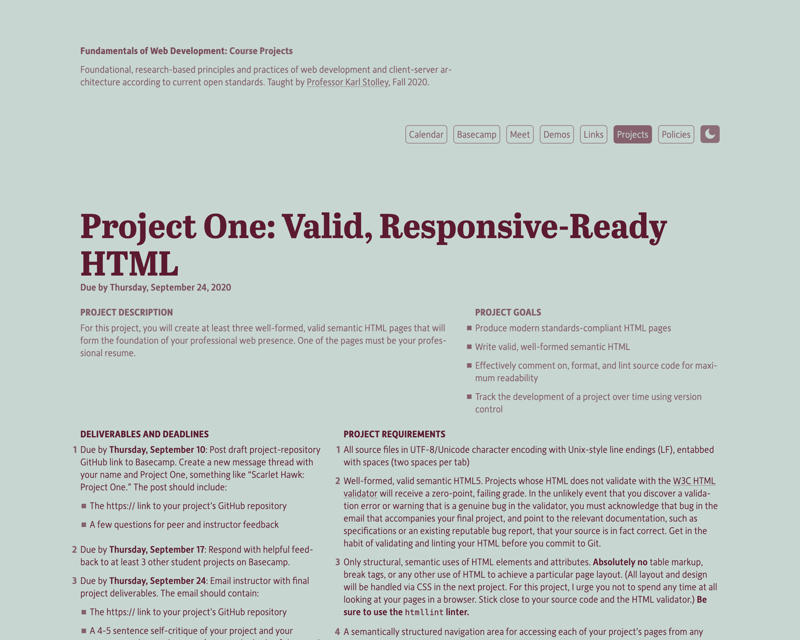 Fundamentals of Web Development: Course Projects
Foundational, research-based principles and practices of web development and client–server ar-
chitecture according to current open standards. Taught by Professor Karl Stolley, Fall 2020.
Calendar Basecamp Meet Demos Links Projects Policies
Project One: Valid, Responsive-Ready
HTML
Due by Thursday, September 24, 2020
PROJECT DESCRIPTION
For this project, you will create at least three well-formed, valid semantic HTML pages that will
form the foundation of your professional web presence. One of the pages must be your profes-
sional resume.
PROJECT GOALS
Produce modern standards-compliant HTML pages
Write valid, well-formed semantic HTML
Effectively comment on, format, and lint source code for maxi-
mum readability
Track the development of a project over time using version
control
DELIVERABLES AND DEADLINES
1 Due by Thursday, September 10: Post draft project-repository
GitHub link to Basecamp. Create a new message thread with
your name and Project One, something like “Scarlet Hawk:
Project One.” The post should include:
The https:// link to your project’s GitHub repository
A few questions for peer and instructor feedback
2 Due by Thursday, September 17: Respond with helpful feed-
back to at least 3 other student projects on Basecamp.
3 Due by Thursday, September 24: Email instructor with final
project deliverables. The email should contain:
The https:// link to your project’s GitHub repository
A 4-5 sentence self-critique of your project and your
PROJECT REQUIREMENTS
1 All source files in UTF-8/Unicode character encoding with Unix-style line endings (LF), entabbed
with spaces (two spaces per tab)
2 Well-formed, valid semantic HTML5. Projects whose HTML does not validate with the W3C HTML
validator will receive a zero-point, failing grade. In the unlikely event that you discover a valida-
tion error or warning that is a genuine bug in the validator, you must acknowledge that bug in the
email that accompanies your final project, and point to the relevant documentation, such as
specifications or an existing reputable bug report, that your source is in fact correct. Get in the
habit of validating and linting your HTML before you commit to Git.
3 Only structural, semantic uses of HTML elements and attributes. Absolutely no table markup,
break tags, or any other use of HTML to achieve a particular page layout. (All layout and design
will be handled via CSS in the next project. For this project, I urge you not to spend any time at all
looking at your pages in a browser. Stick close to your source code and the HTML validator.) Be
sure to use the htmllint linter.
4 A semantically structured navigation area for accessing each of your project’s pages from any